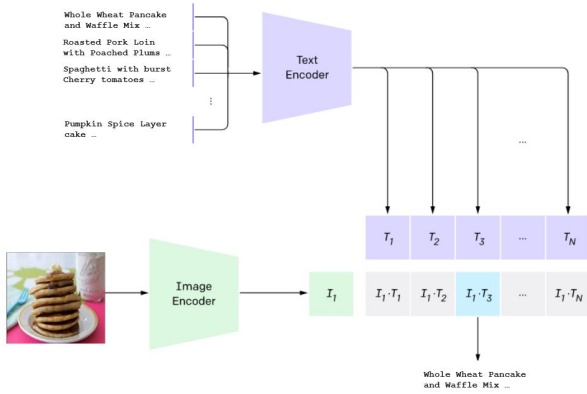 Whole Wheat Pancake
and Waffle Mix …
Roasted Pork Loin
with Poached Plums …
Spaghetti with burst
Cherry tomatoes …
⋮
Pumpkin Spice Layer
cake …
Text
Encoder
…
T₁ T₂ T₃ … T_N
Image
Encoder
I₁
I₁·T₁ I₁·T₂ I₁·T₃ … I₁·T_N
Whole Wheat Pancake
and Waffle Mix …